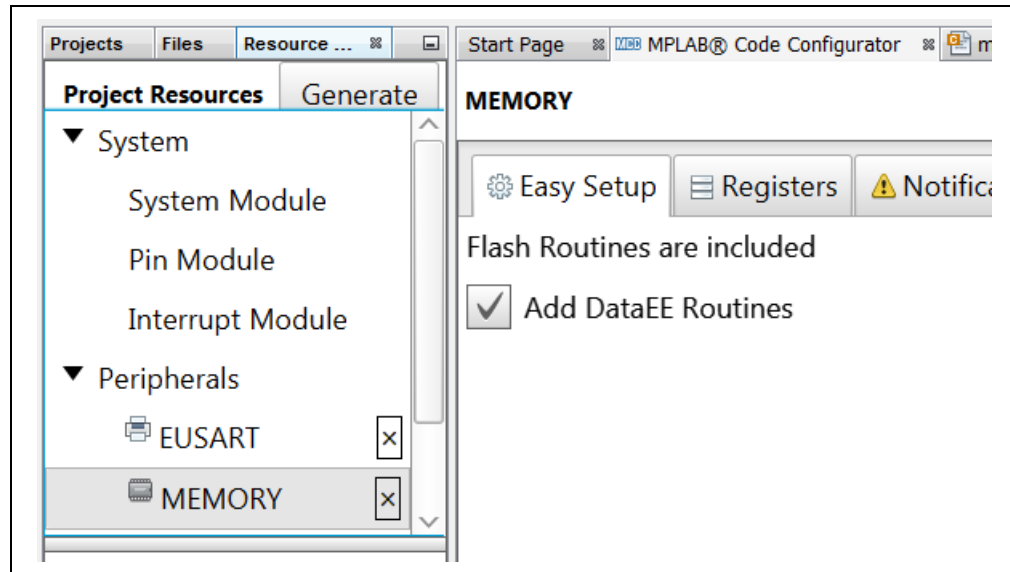 Projects Files Resource ...
Project Resources Generate
System
System Module
Pin Module
Interrupt Module
Peripherals
EUSART
MEMORY
Start Page MPLAB® Code Configurator m
MEMORY
Easy Setup Registers Notifica
Flash Routines are included
Add DataEE Routines